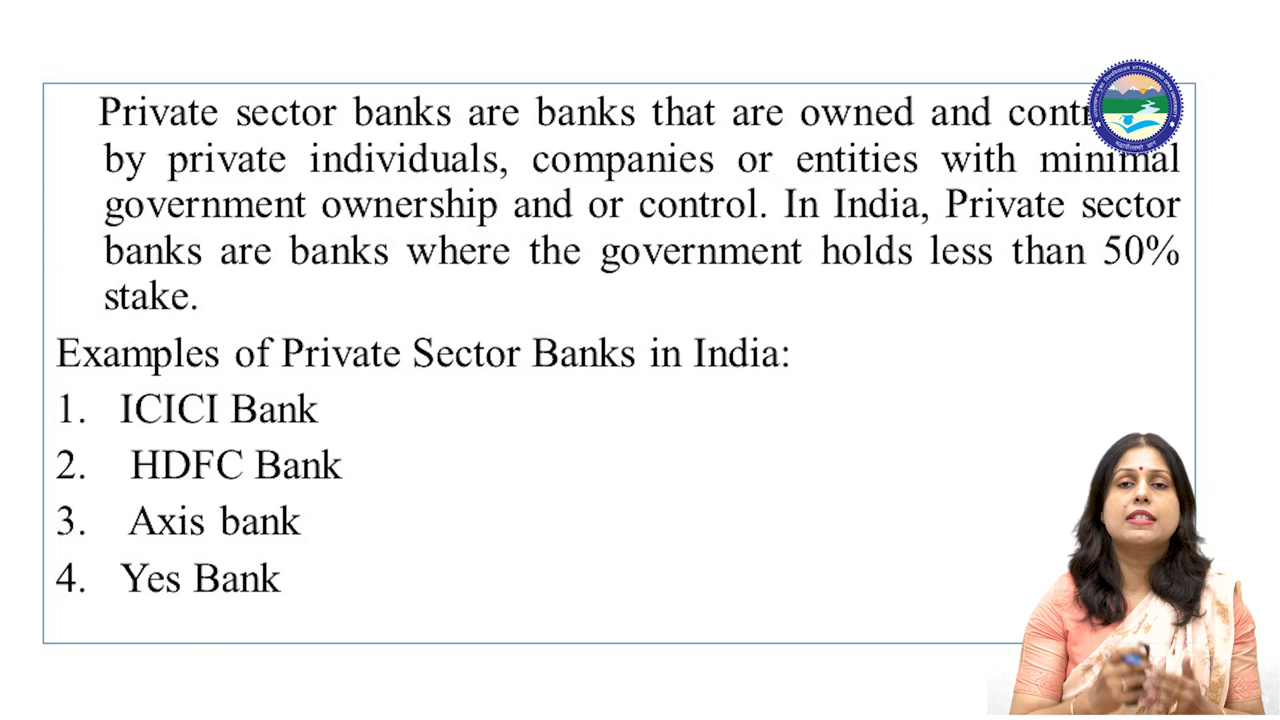 Private sector banks are banks that are owned and
by private individuals, companies or entities with minimal
government ownership and or control. In India, Private sector
banks are banks where the government holds less than 50%
stake.
Examples of Private Sector Banks in India:
1. ICICI Bank
2. HDFC Bank
3. Axis bank
4. Yes Bank